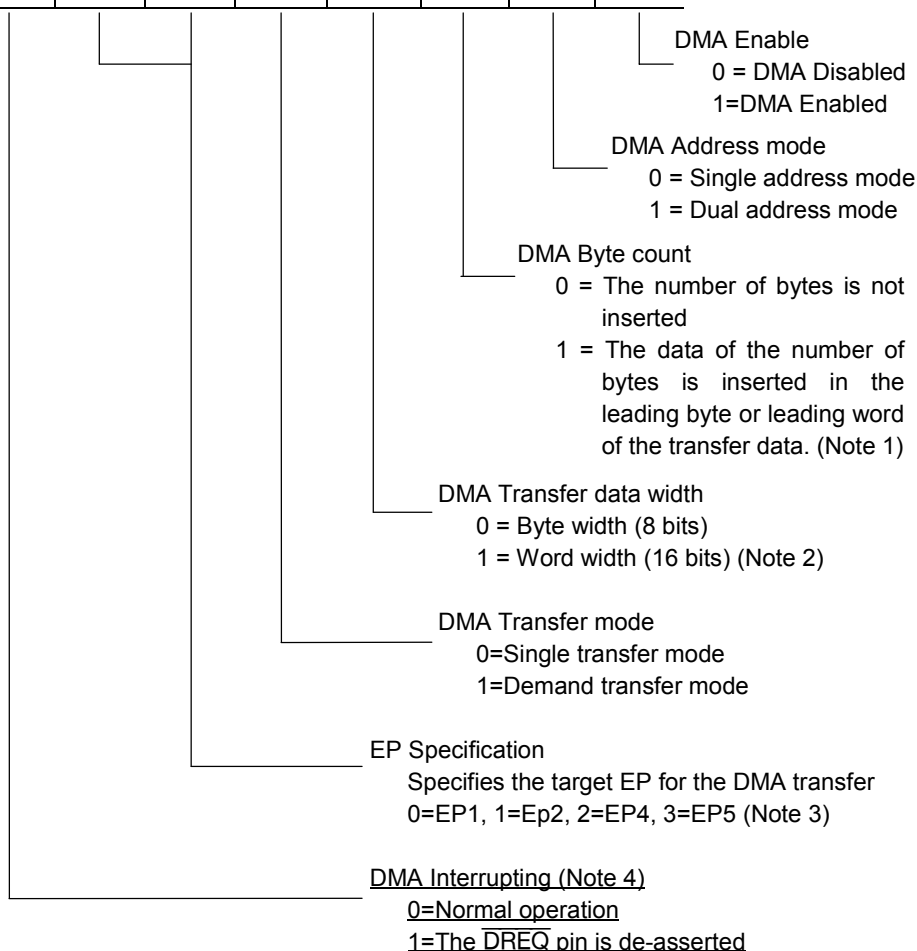 DMA Enable
0 = DMA Disabled
1=DMA Enabled
DMA Address mode
0 = Single address mode
1 = Dual address mode
DMA Byte count
0 = The number of bytes is not
inserted
1 = The data of the number of
bytes is inserted in the
leading byte or leading word
of the transfer data. (Note 1)
DMA Transfer data width
0 = Byte width (8 bits)
1 = Word width (16 bits) (Note 2)
DMA Transfer mode
0=Single transfer mode
1=Demand transfer mode
EP Specification
Specifies the target EP for the DMA transfer
0=EP1, 1=Ep2, 2=EP4, 3=EP5 (Note 3)
DMA Interrupting (Note 4)
0=Normal operation
1=The DREQ pin is de-asserted